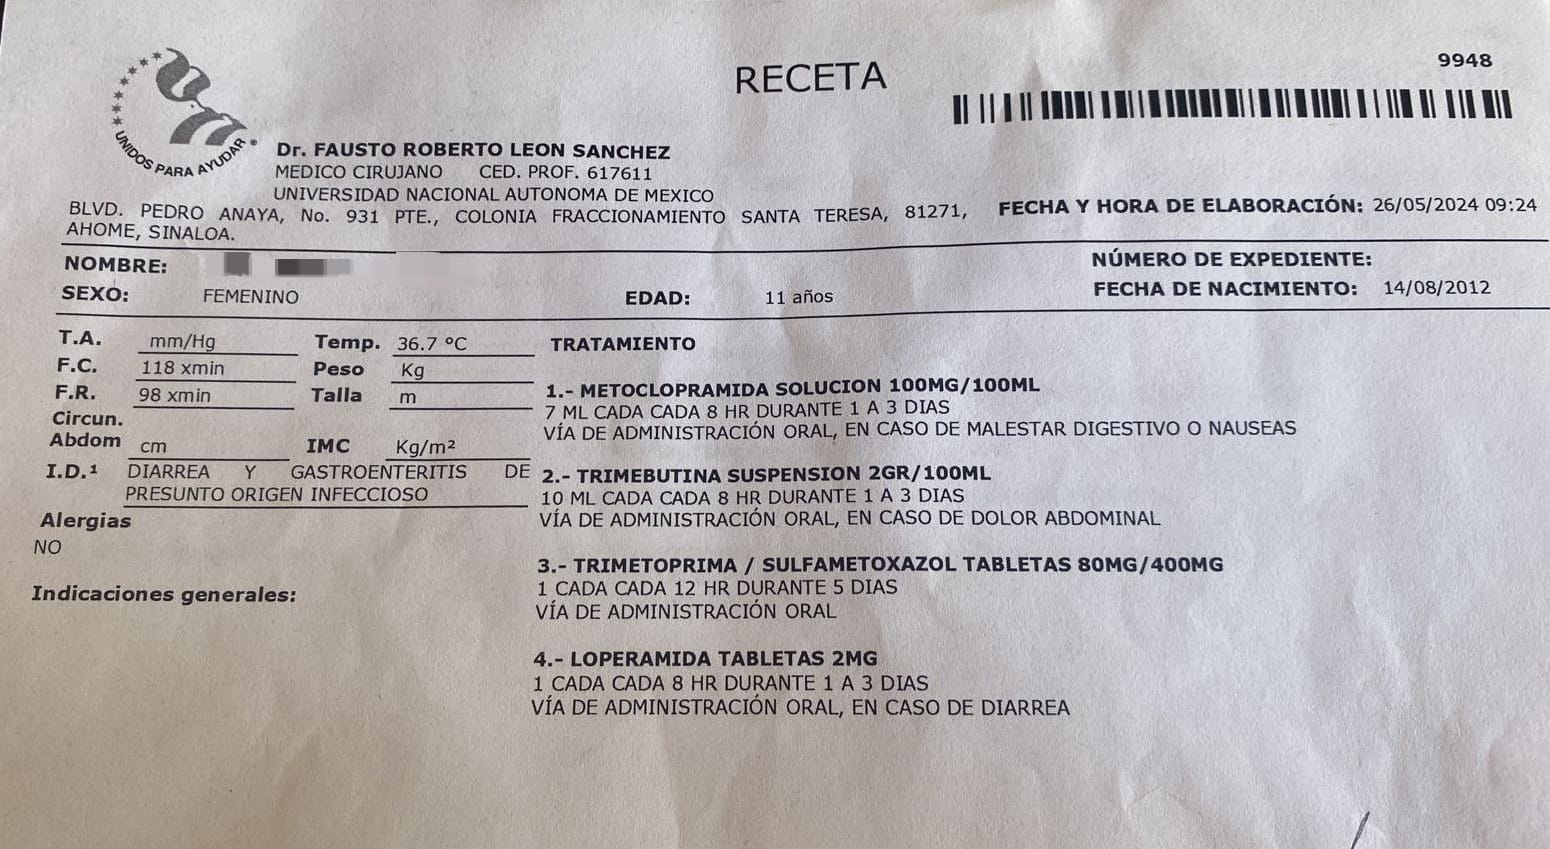 RECETA
9948
UNIDOS PARA AYUDAR
Dr. FAUSTO ROBERTO LEON SANCHEZ
MEDICO CIRUJANO CED. PROF. 617611
UNIVERSIDAD NACIONAL AUTONOMA DE MEXICO
BLVD. PEDRO ANAYA, No. 931 PTE., COLONIA FRACCIONAMIENTO SANTA TERESA, 81271,
AHOME, SINALOA.
FECHA Y HORA DE ELABORACIÓN: 26/05/2024 09:24
NOMBRE:
NÚMERO DE EXPEDIENTE:
SEXO: FEMENINO EDAD: 11 años FECHA DE NACIMIENTO: 14/08/2012
T.A. mm/Hg Temp. 36.7 °C
F.C. 118 xmin Peso Kg
F.R. 98 xmin Talla m
Circun.
Abdom cm IMC Kg/m²
I.D.¹ DIARREA Y GASTROENTERITIS DE
PRESUNTO ORIGEN INFECCIOSO
Alergias
NO
Indicaciones generales:
TRATAMIENTO
1.- METOCLOPRAMIDA SOLUCION 100MG/100ML
7 ML CADA CADA 8 HR DURANTE 1 A 3 DIAS
VÍA DE ADMINISTRACIÓN ORAL, EN CASO DE MALESTAR DIGESTIVO O NAUSEAS
2.- TRIMEBUTINA SUSPENSION 2GR/100ML
10 ML CADA CADA 8 HR DURANTE 1 A 3 DIAS
VÍA DE ADMINISTRACIÓN ORAL, EN CASO DE DOLOR ABDOMINAL
3.- TRIMETOPRIMA / SULFAMETOXAZOL TABLETAS 80MG/400MG
1 CADA CADA 12 HR DURANTE 5 DIAS
VÍA DE ADMINISTRACIÓN ORAL
4.- LOPERAMIDA TABLETAS 2MG
1 CADA CADA 8 HR DURANTE 1 A 3 DIAS
VÍA DE ADMINISTRACIÓN ORAL, EN CASO DE DIARREA